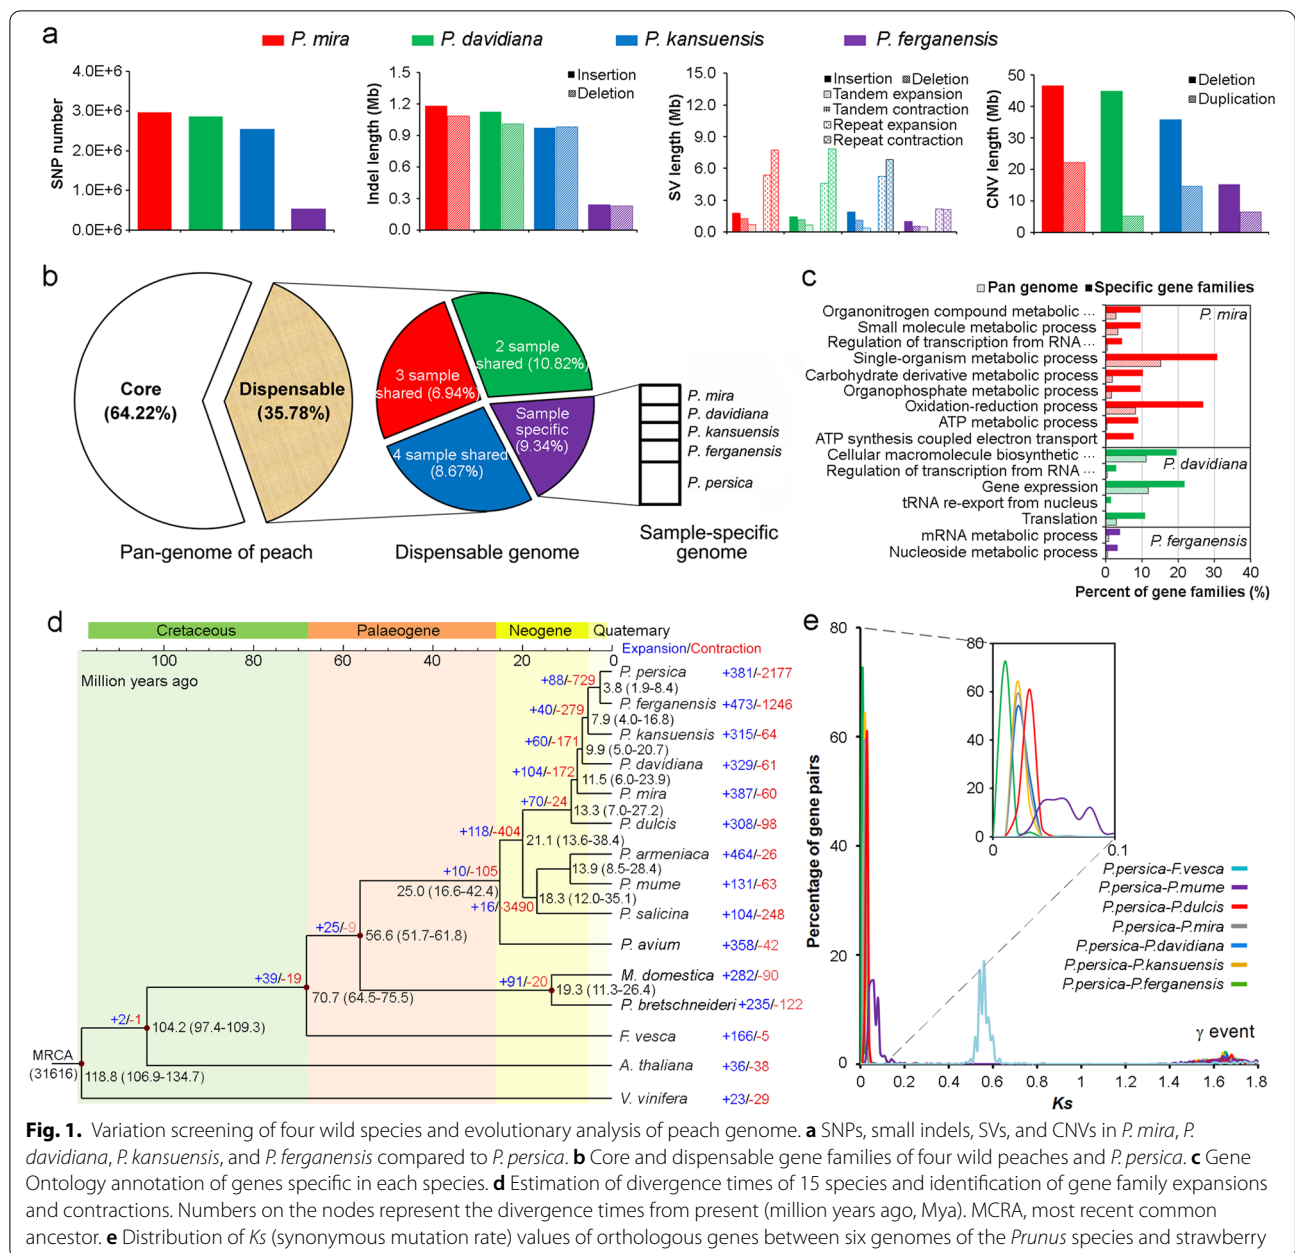 a
P. mira
P. davidiana
P. kansuensis
P. ferganensis
SNP number
4.0E+6
3.0E+6
2.0E+6
1.0E+6
0.0E+6
Indel length (Mb)
1.5
1.2
0.9
0.6
0.3
0.0
Insertion
Deletion
SV length (Mb)
15.0
12.0
9.0
6.0
3.0
0.0
Insertion Deletion
Tandem expansion
Tandem contraction
Repeat expansion
Repeat contraction
CNV length (Mb)
50
40
30
20
10
0
Deletion
Duplication
b
Core
(64.22%)
Dispensable
(35.78%)
Pan-genome of peach
2 sample
shared (10.82%)
3 sample
shared (6.94%)
Sample
specific
(9.34%)
4 sample shared
(8.67%)
Dispensable genome
P. mira
P. davidiana
P. kansuensis
P. ferganensis
P. persica
Sample-specific
genome
c
Pan genome Specific gene families
Organonitrogen compound metabolic ···
Small molecule metabolic process
Regulation of transcription from RNA ···
Single-organism metabolic process
Carbohydrate derivative metabolic process
Organophosphate metabolic process
Oxidation-reduction process
ATP metabolic process
ATP synthesis coupled electron transport
Cellular macromolecule biosynthetic ···
Regulation of transcription from RNA ···
Gene expression
tRNA re-export from nucleus
Translation
mRNA metabolic process
Nucleoside metabolic process
P. mira
P. davidiana
P. ferganensis
0 10 20 30 40
Percent of gene families (%)
d
Cretaceous Palaeogene Neogene Quaternary
Expansion/Contraction
100 80 60 40 20 0
Million years ago
P. persica +381/-2177
+88/-729
3.8 (1.9-8.4)
P. ferganensis +473/-1246
+40/-279
7.9 (4.0-16.8)
P. kansuensis +315/-64
+60/-171
9.9 (5.0-20.7)
P. davidiana +329/-61
+104/-172
11.5 (6.0-23.9)
P. mira +387/-60
+70/-24
13.3 (7.0-27.2)
P. dulcis +308/-98
+118/-404
21.1 (13.6-38.4)
P. armeniaca +464/-26
+10/-105
13.9 (8.5-28.4)
P. mume +131/-63
25.0 (16.6-42.4)
18.3 (12.0-35.1)
+16/-3490
P. salicina +104/-248
+25/-9
56.6 (51.7-61.8)
P. avium +358/-42
+39/-19
+91/-20
M. domestica +282/-90
19.3 (11.3-26.4)
70.7 (64.5-75.5)
P. bretschneideri +235/-122
+2/-1
104.2 (97.4-109.3)
F. vesca +166/-5
MRCA
(31616)
118.8 (106.9-134.7)
A. thaliana +36/-38
V. vinifera +23/-29
e
Percentage of gene pairs
80
60
40
20
0
80
60
40
20
0
0 0.1
P.persica-F.vesca
P.persica-P.mume
P.persica-P.dulcis
P.persica-P.mira
P.persica-P.davidiana
P.persica-P.kansuensis
P.persica-P.ferganensis
γ event
0 0.2 0.4 0.6 0.8 1 1.2 1.4 1.6 1.8
Ks
Fig. 1. Variation screening of four wild species and evolutionary analysis of peach genome. a SNPs, small indels, SVs, and CNVs in P. mira, P.
davidiana, P. kansuensis, and P. ferganensis compared to P. persica. b Core and dispensable gene families of four wild peaches and P. persica. c Gene
Ontology annotation of genes specific in each species. d Estimation of divergence times of 15 species and identification of gene family expansions
and contractions. Numbers on the nodes represent the divergence times from present (million years ago, Mya). MCRA, most recent common
ancestor. e Distribution of Ks (synonymous mutation rate) values of orthologous genes between six genomes of the Prunus species and strawberry